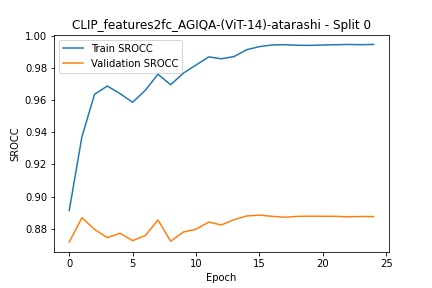 CLIP_features2fc_AGIQA-(ViT-14)-atarashi - Split 0
1.00
Train SROCC
Validation SROCC
0.98
0.96
0.94
0.92
0.90
0.88
SROCC
0
5
10
15
20
25
Epoch